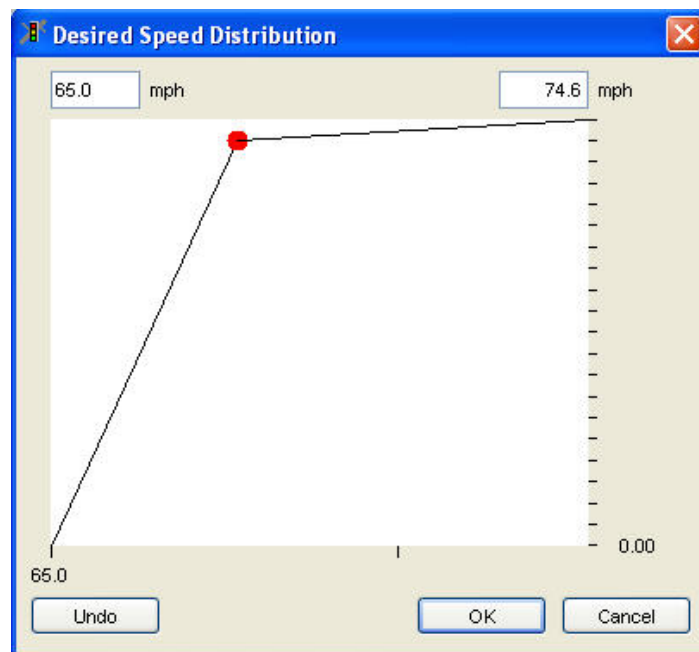 Desired Speed Distribution
65.0 mph 74.6 mph
0.00
65.0
Undo OK Cancel